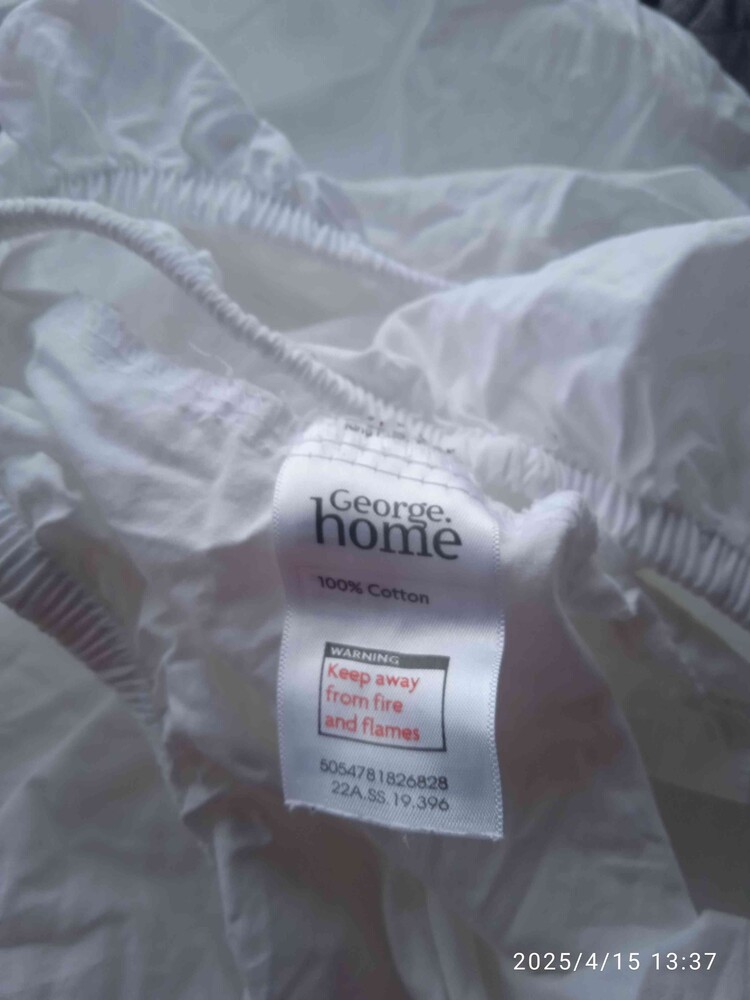 George.
home
100% Cotton
WARNING
Keep away
from fire
and flames
5054781826828
22A.SS.19.396
2025/4/15 13:37